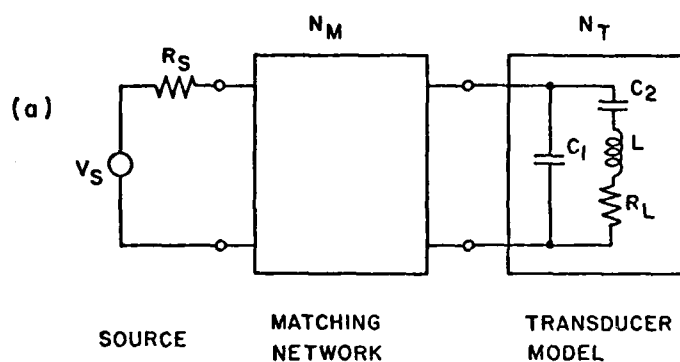 N_M
N_T
R_S
(a)
V_S
C_2
C_1
L
R_L
SOURCE
MATCHING
NETWORK
TRANSDUCER
MODEL